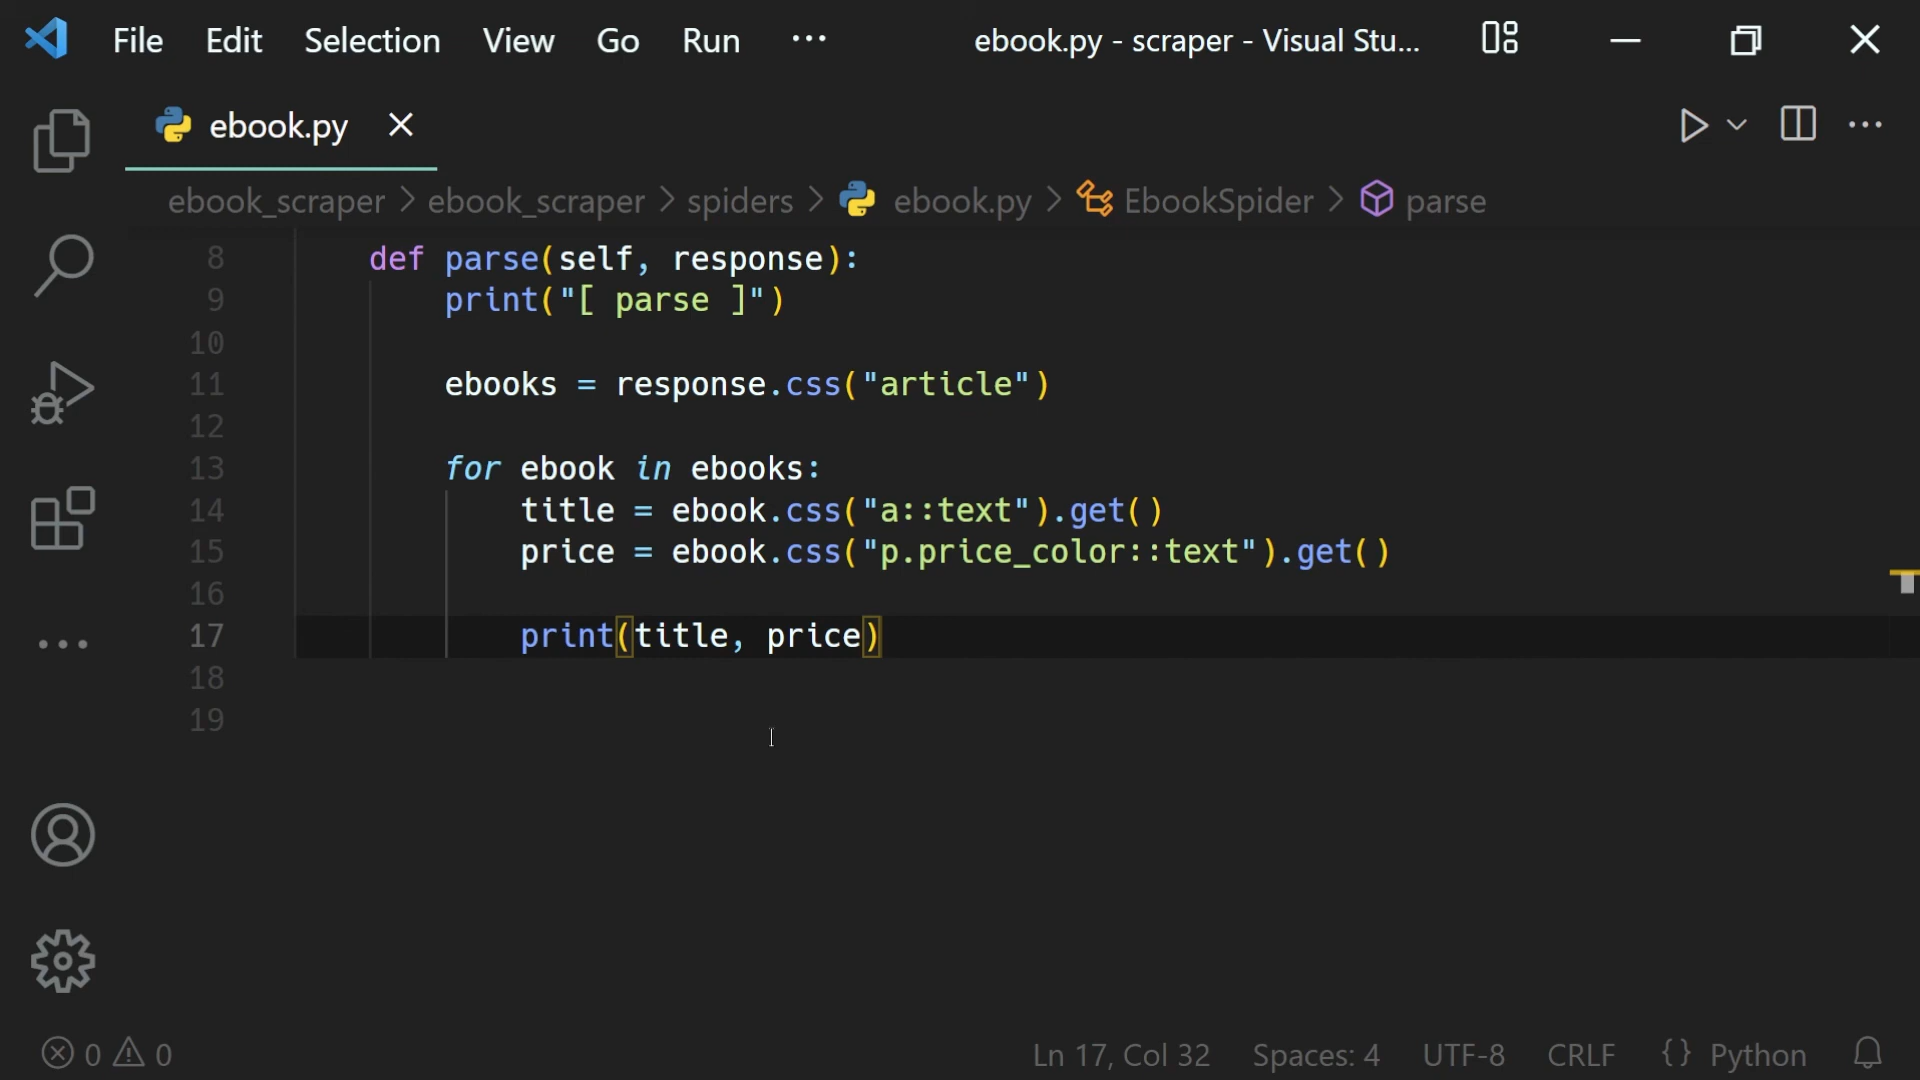 File Edit Selection View Go Run ··· ebook.py - scraper - Visual Stu...
ebook.py
ebook_scraper > ebook_scraper > spiders > ebook.py > EbookSpider > parse
8 def parse(self, response):
9 print("[ parse ]")
10
11 ebooks = response.css("article")
12
13 for ebook in ebooks:
14 title = ebook.css("a::text").get()
15 price = ebook.css("p.price_color::text").get()
16
17 print(title, price)
18
19
0 0 Ln 17, Col 32 Spaces: 4 UTF-8 CRLF {} Python